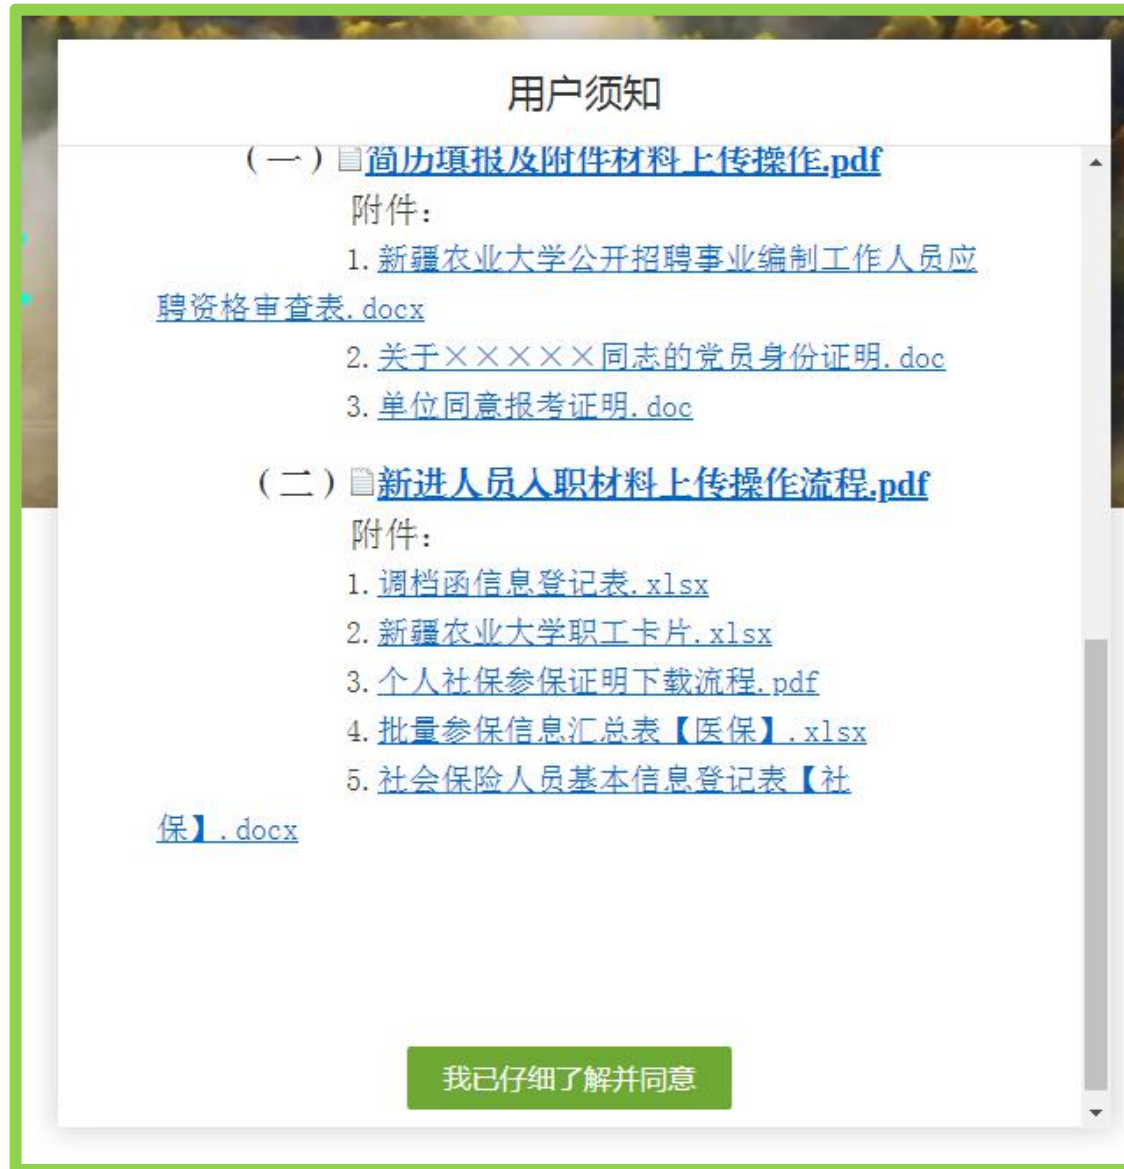 用户须知
（一）简历填报及附件材料上传操作.pdf
附件：
1.新疆农业大学公开招聘事业编制工作人员应
聘资格审查表.docx
2.关于×××××同志的党员身份证明.doc
3.单位同意报考证明.doc
（二）新进人员入职材料上传操作流程.pdf
附件：
1.调档函信息登记表.xlsx
2.新疆农业大学职工卡片.xlsx
3.个人社保参保证明下载流程.pdf
4.批量参保信息汇总表【医保】.xlsx
5.社会保险人员基本信息登记表【社
保】.docx
我已仔细了解并同意